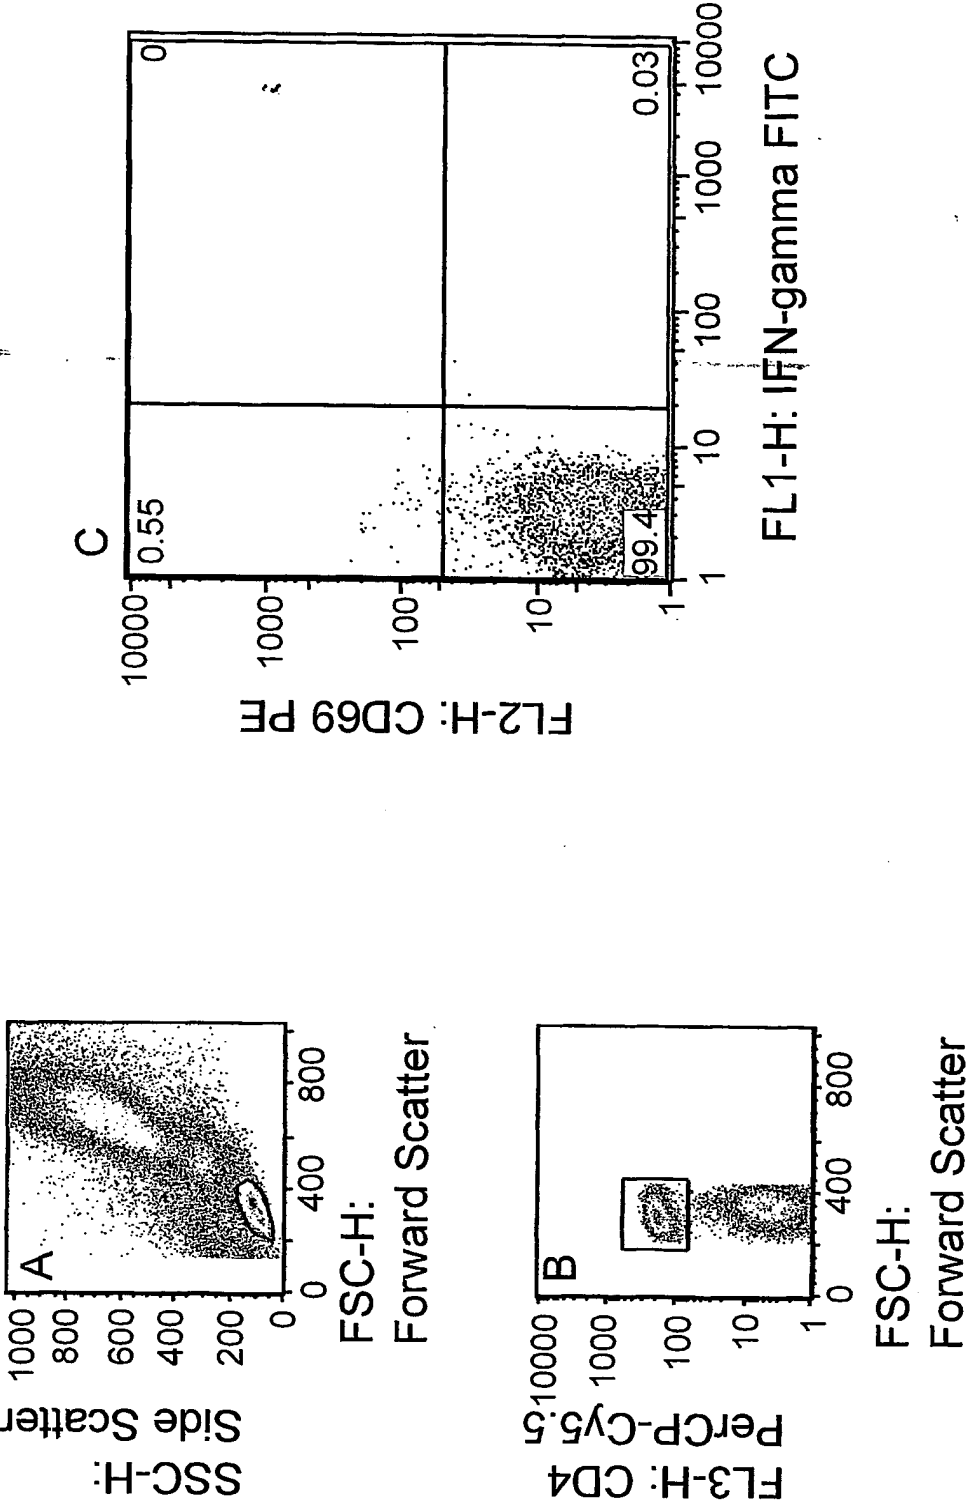 A
SSC-H:
Side Scatter
1000
800
600
400
200
0
0
400
800
FSC-H:
Forward Scatter
B
FL3-H: CD4
PerCP-Cy5.5
10000
1000
100
10
1
0
400
800
FSC-H:
Forward Scatter
C
0.55
0
99.4
0.03
FL2-H: CD69 PE
10000
1000
100
10
1
1
10
100
1000
10000
FL1-H: IFN-gamma FITC